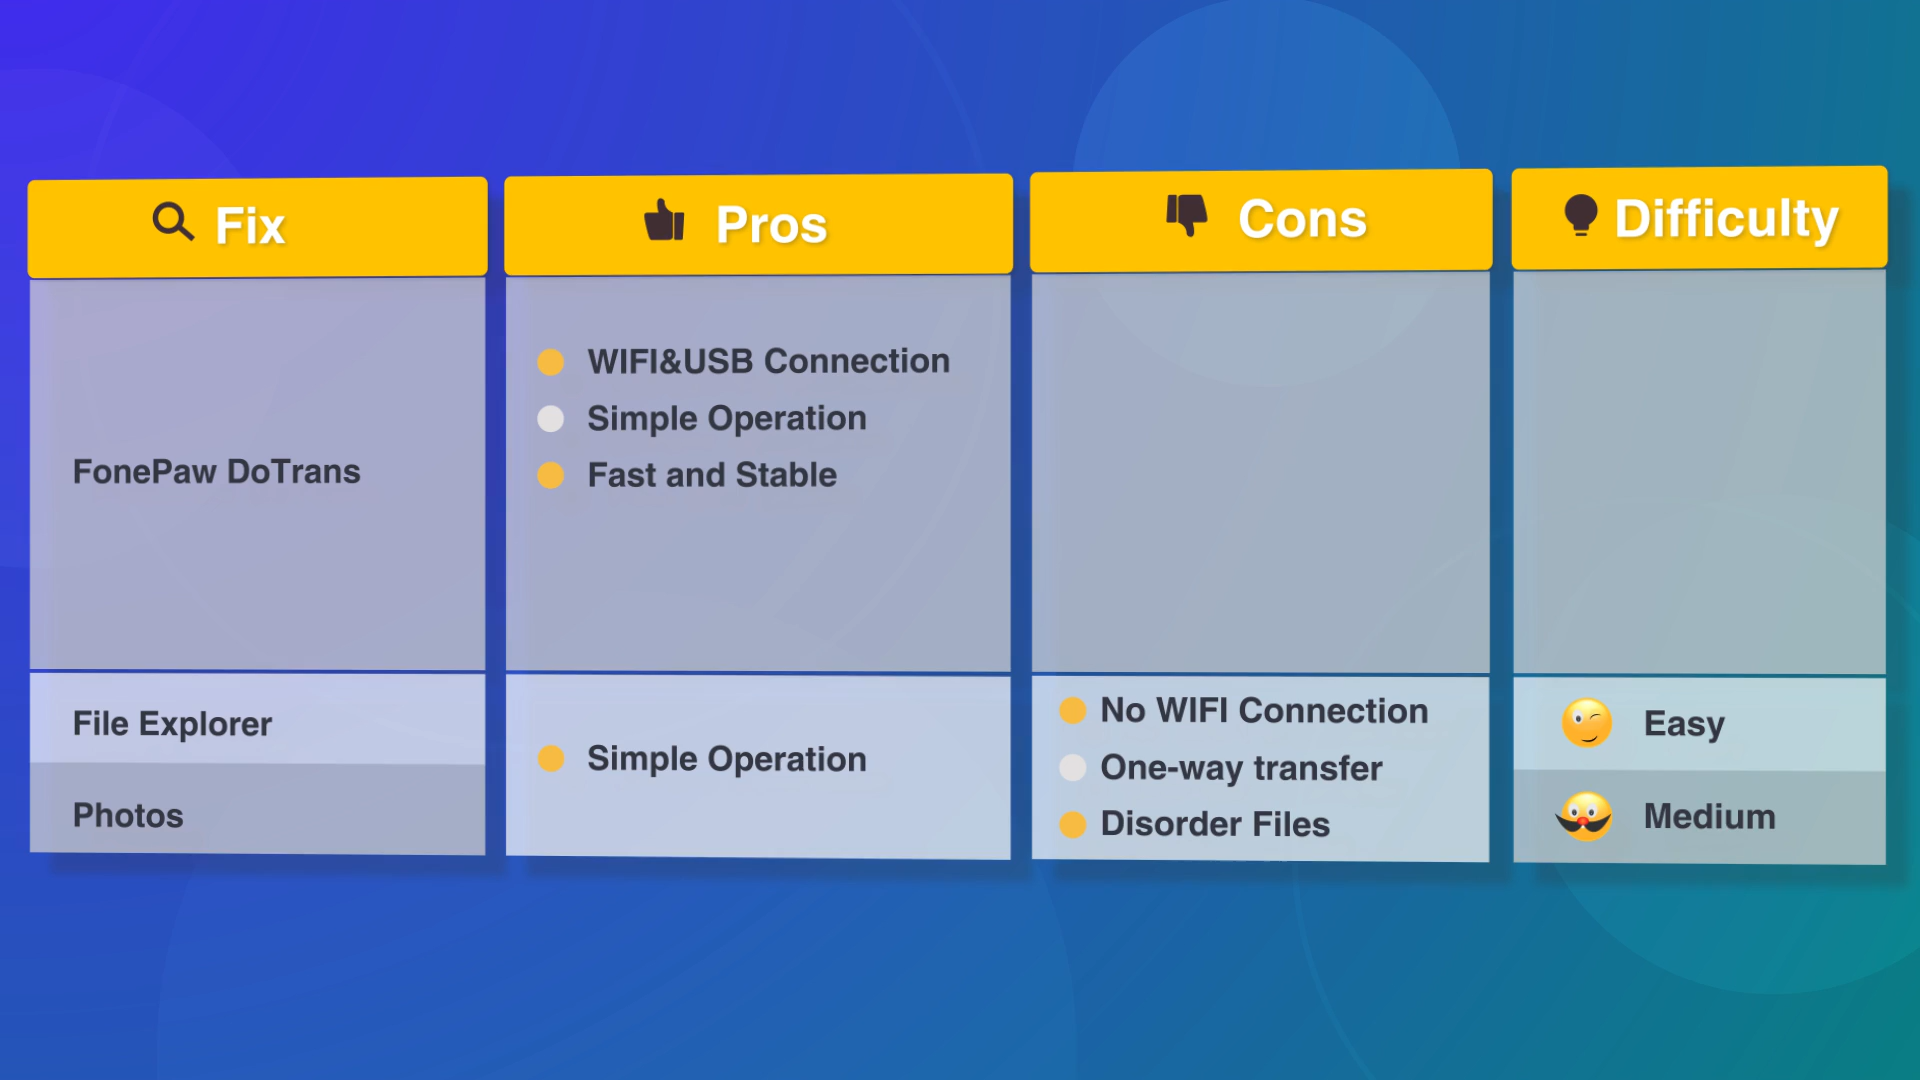 Fix
Pros
Cons
Difficulty
FonePaw DoTrans
WIFI&USB Connection
Simple Operation
Fast and Stable
File Explorer
Photos
Simple Operation
No WIFI Connection
One-way transfer
Disorder Files
Easy
Medium